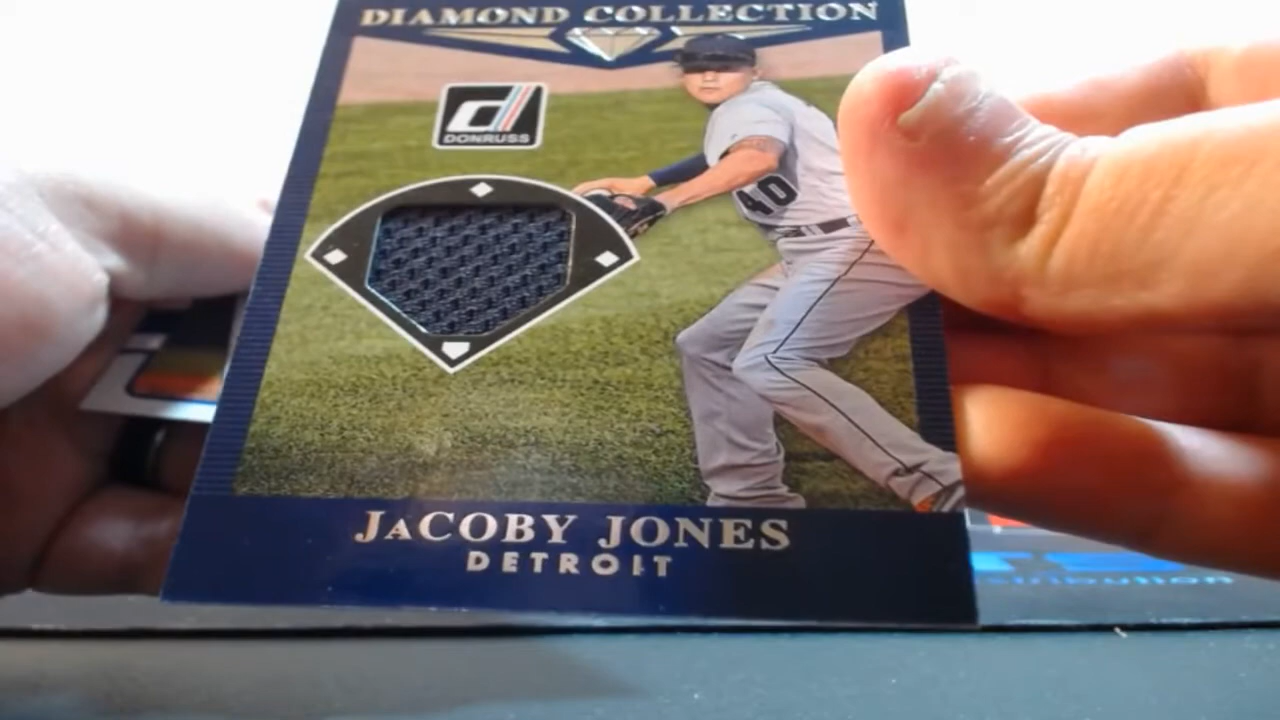 DIAMOND COLLECTION
d
DONRUSS
40
JaCOBY JONES
DETROIT